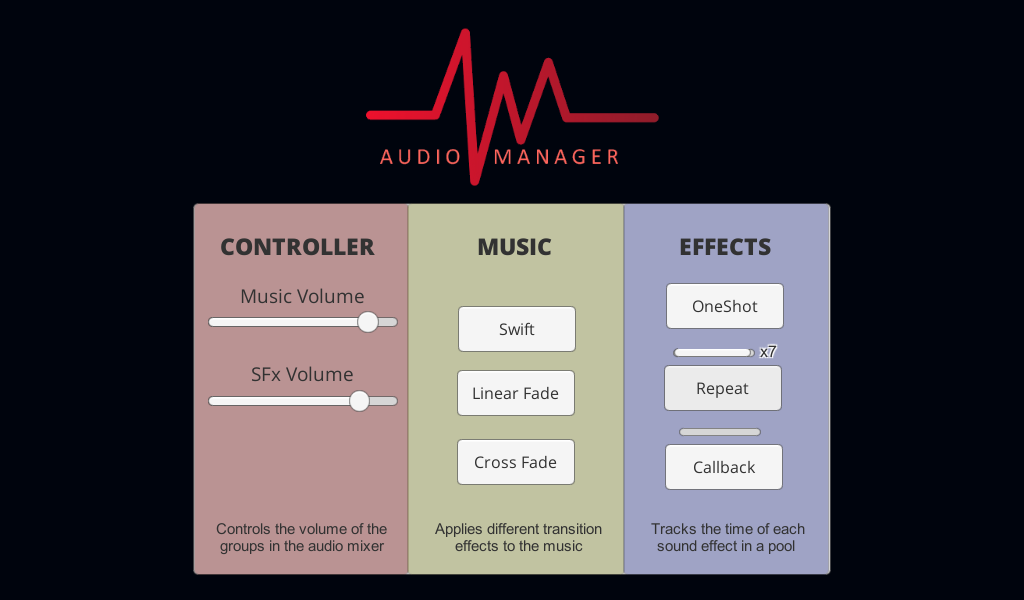 AUDIO MANAGER
CONTROLLER
Music Volume
SFx Volume
Controls the volume of the
groups in the audio mixer
MUSIC
Swift
Linear Fade
Cross Fade
Applies different transition
effects to the music
EFFECTS
OneShot
x7
Repeat
Callback
Tracks the time of each
sound effect in a pool